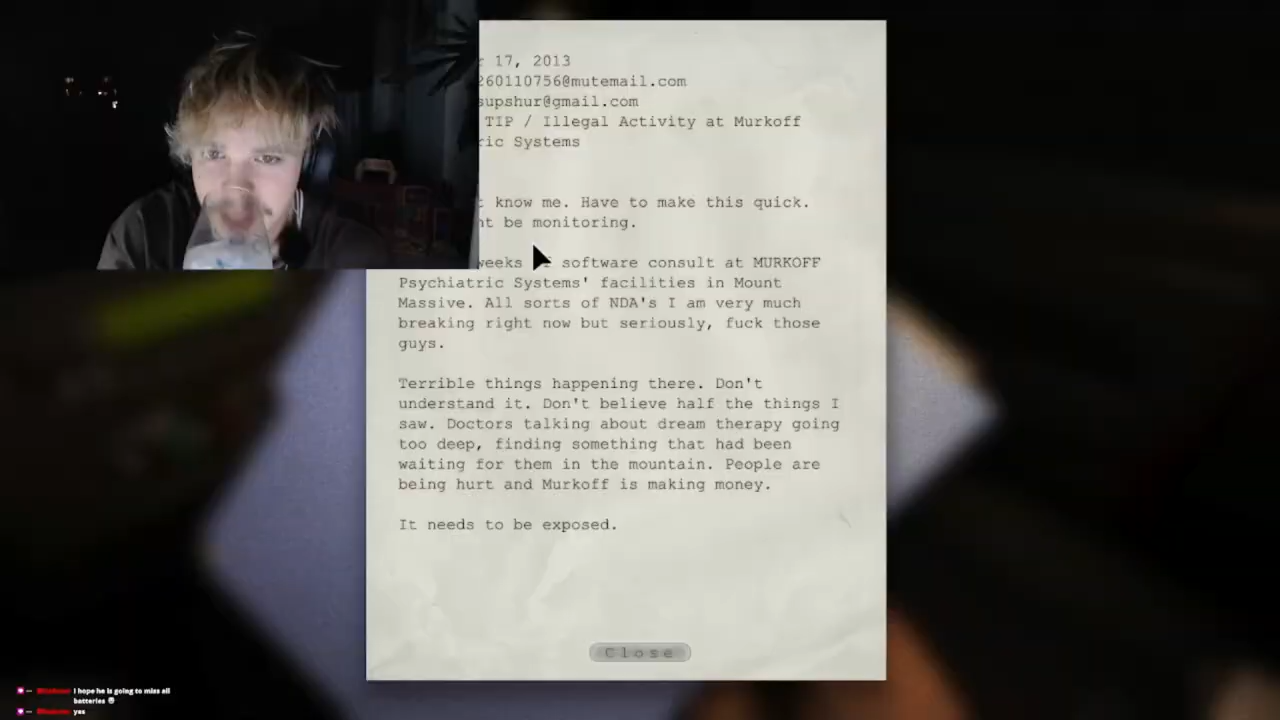 17, 2013
260110756@mutemail.com
supshur@gmail.com
TIP / Illegal Activity at Murkoff
ric Systems
know me. Have to make this quick.
be monitoring.
weeks software consult at MURKOFF
Psychiatric Systems' facilities in Mount
Massive. All sorts of NDA's I am very much
breaking right now but seriously, fuck those
guys.
Terrible things happening there. Don't
understand it. Don't believe half the things I
saw. Doctors talking about dream therapy going
too deep, finding something that had been
waiting for them in the mountain. People are
being hurt and Murkoff is making money.
It needs to be exposed.
Close
I hope he is going to miss all
batteries
yes